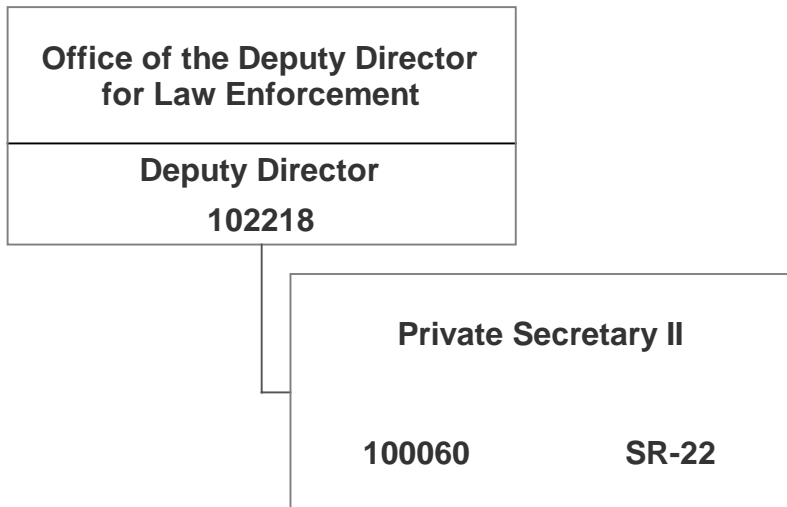 Office of the Deputy Director
for Law Enforcement
Deputy Director
102218
Private Secretary II
100060 SR-22